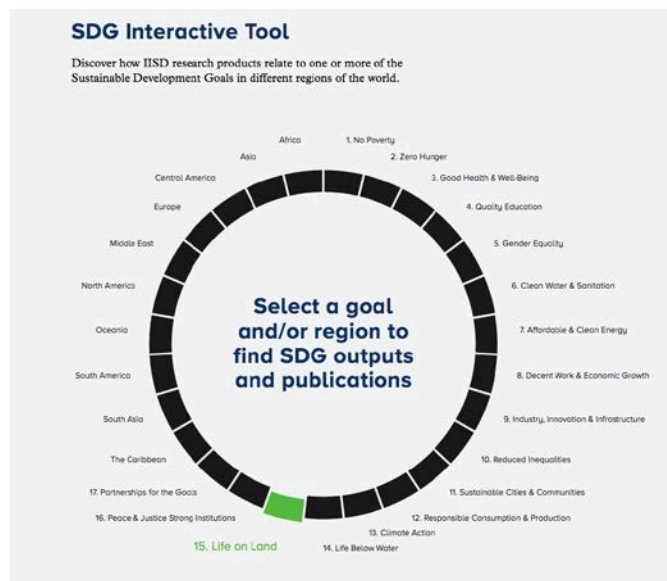 SDG Interactive Tool
Discover how IISD research products relate to one or more of the
Sustainable Development Goals in different regions of the world.
Africa
1. No Poverty
Asia
2. Zero Hunger
Central America
3. Good Health & Well-Being
Europe
4. Quality Education
Middle East
5. Gender Equality
North America
6. Clean Water & Sanitation
Select a goal
and/or region to
find SDG outputs
and publications
Oceania
7. Affordable & Clean Energy
South America
8. Decent Work & Economic Growth
South Asia
9. Industry, Innovation & Infrastructure
The Caribbean
10. Reduced Inequalities
17. Partnerships for the Goals
11. Sustainable Cities & Communities
16. Peace & Justice Strong Institutions
12. Responsible Consumption & Production
13. Climate Action
15. Life on Land
14. Life Below Water